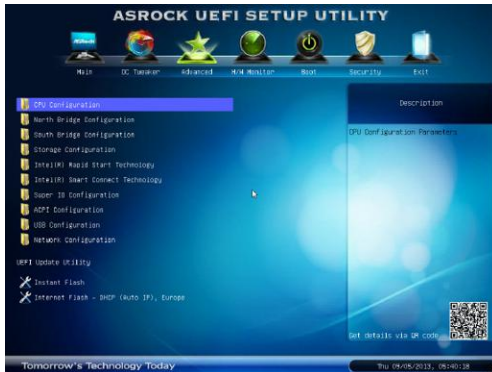 ASROCK UEFI SETUP UTILITY
Main OC Tweaker Advanced H/W Monitor Boot Security Exit
CPU Configuration
North Bridge Configuration
South Bridge Configuration
Storage Configuration
Intel(R) Rapid Start Technology
Intel(R) Smart Connect Technology
Super IO Configuration
ACPI Configuration
USB Configuration
Network Configuration
UEFI Update Utility
Instant Flash
Internet Flash - DHCP (Auto IP), Europe
Description
CPU Configuration Parameters
Get details via QR code
Tomorrow's Technology Today
Thu 09/05/2013, 05:40:18